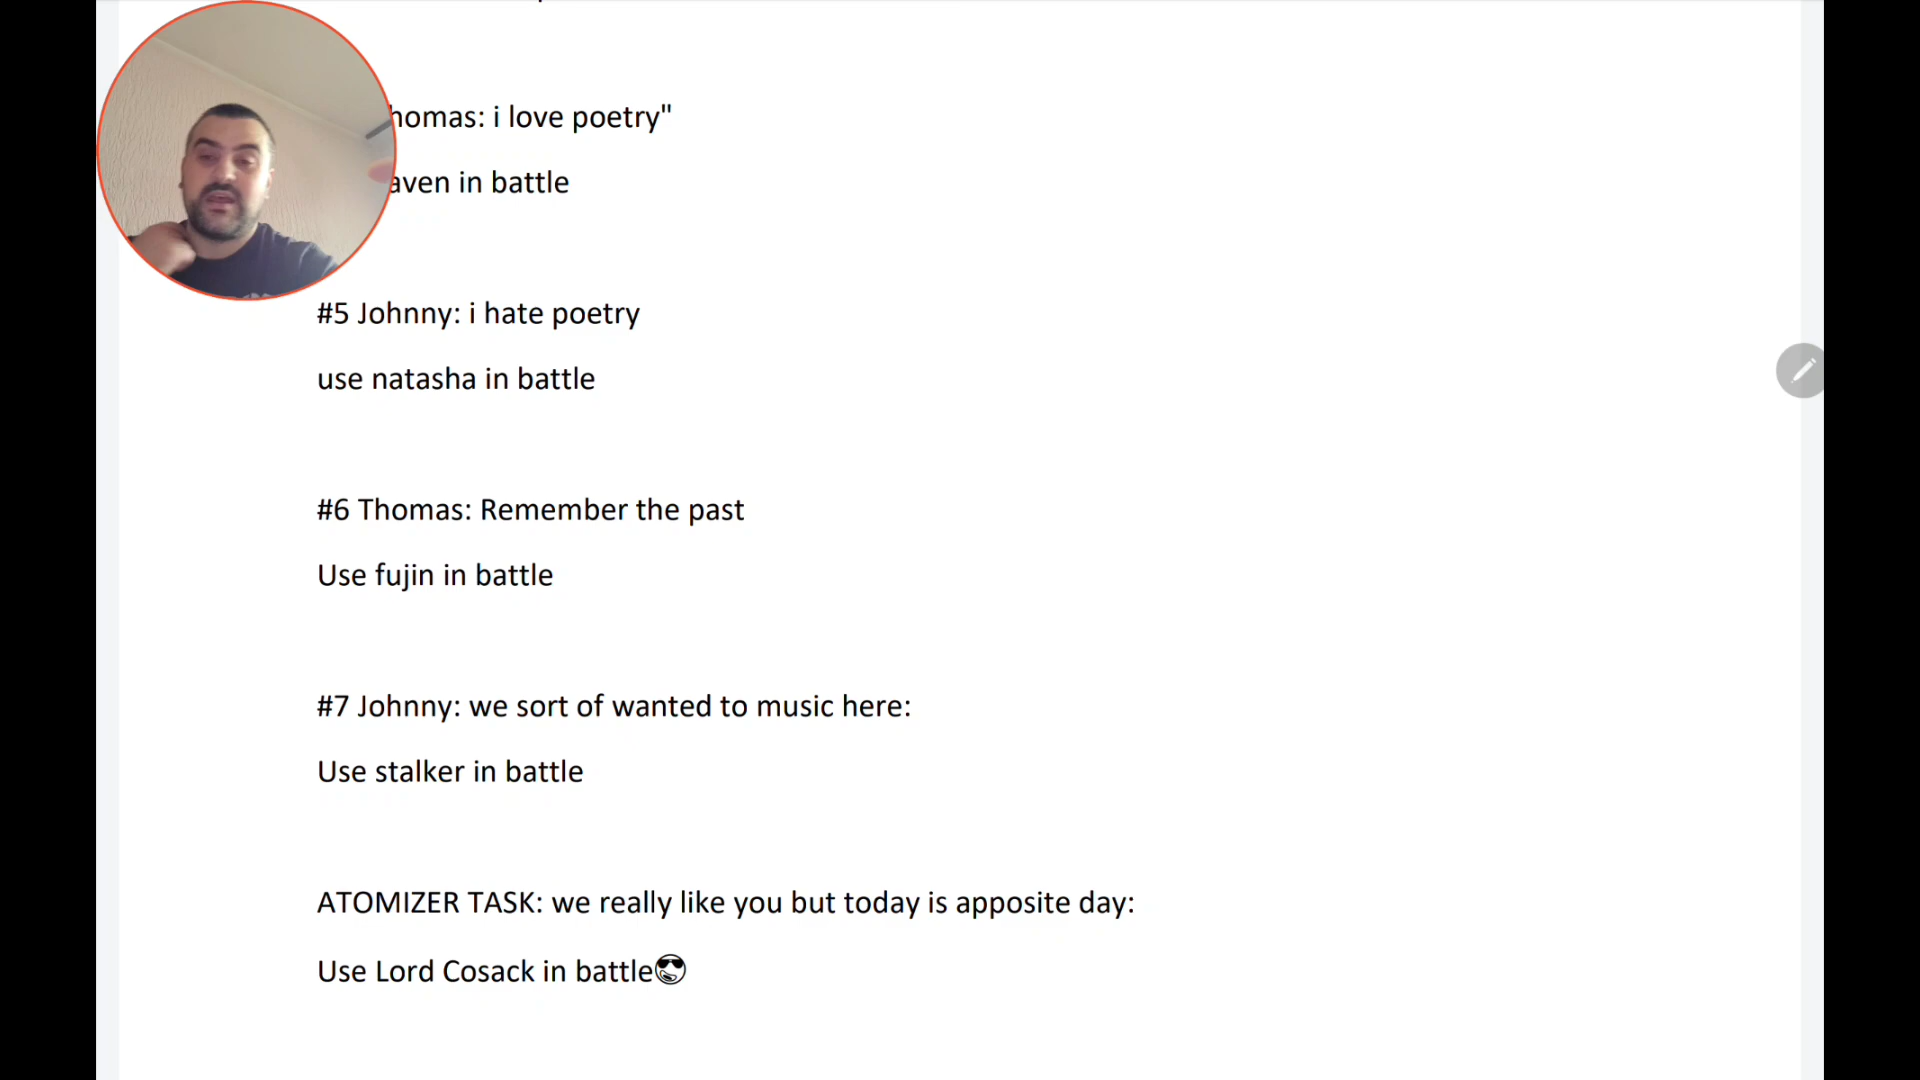 homas: i love poetry"
aven in battle
#5 Johnny: i hate poetry
use natasha in battle
#6 Thomas: Remember the past
Use fujin in battle
#7 Johnny: we sort of wanted to music here:
Use stalker in battle
ATOMIZER TASK: we really like you but today is apposite day:
Use Lord Cosack in battle😎